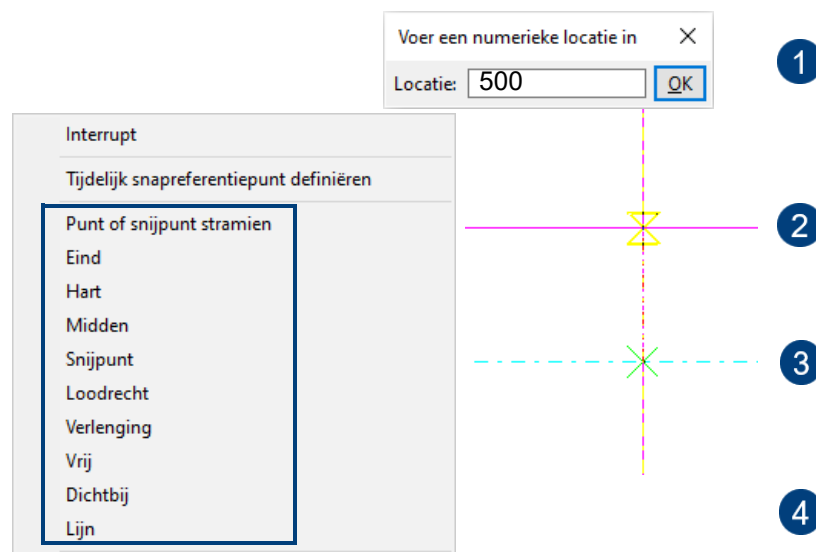 Voer een numerieke locatie in
1
Locatie: 500 OK
Interrupt
Tijdelijk snapreferentiepunt definiëren
Punt of snijpunt stramien
2
Eind
Hart
Midden
Snijpunt
3
Loodrecht
Verlenging
Vrij
Dichtbij
4
Lijn